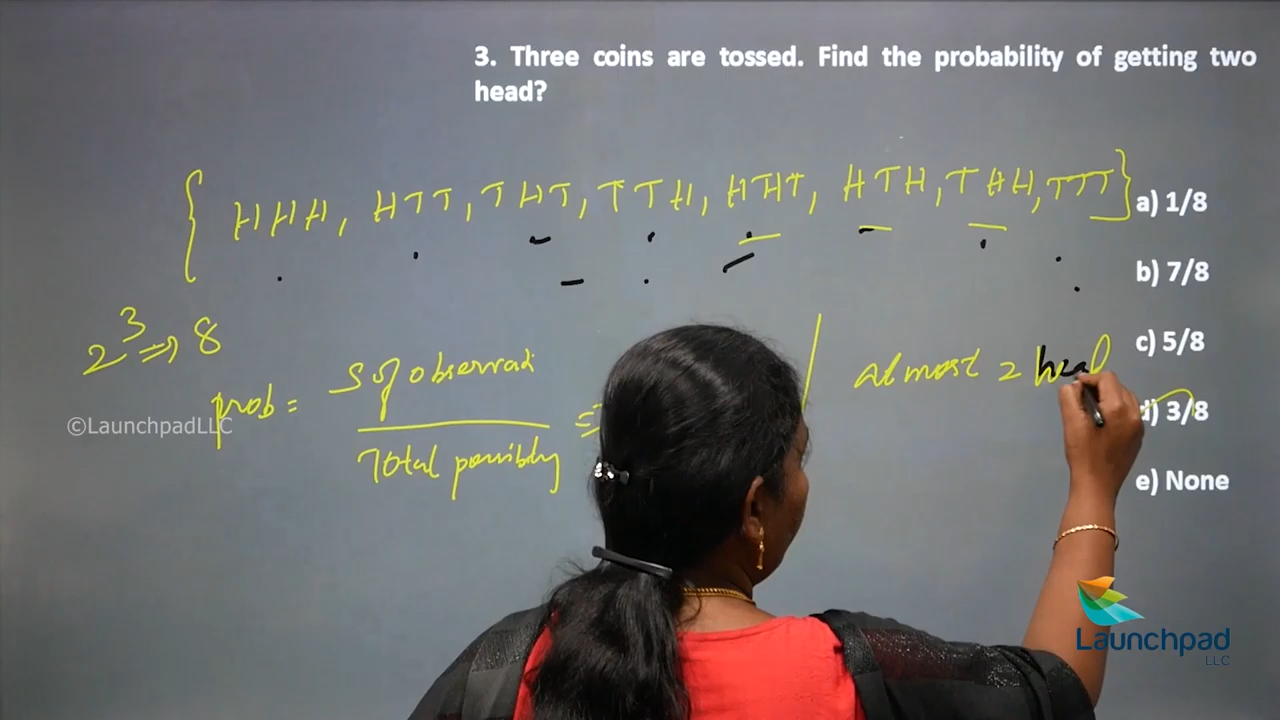 3. Three coins are tossed. Find the probability of getting two
head?
{ HHH, HTT, THT, TTH, HHT, HTH, THH, TTT}
a) 1/8
b) 7/8
c) 5/8
d) 3/8
e) None
2³ => 8
prob = S of observati
Total possibly =>
almost 2 head
©LaunchpadLLC
Launchpad
LLC